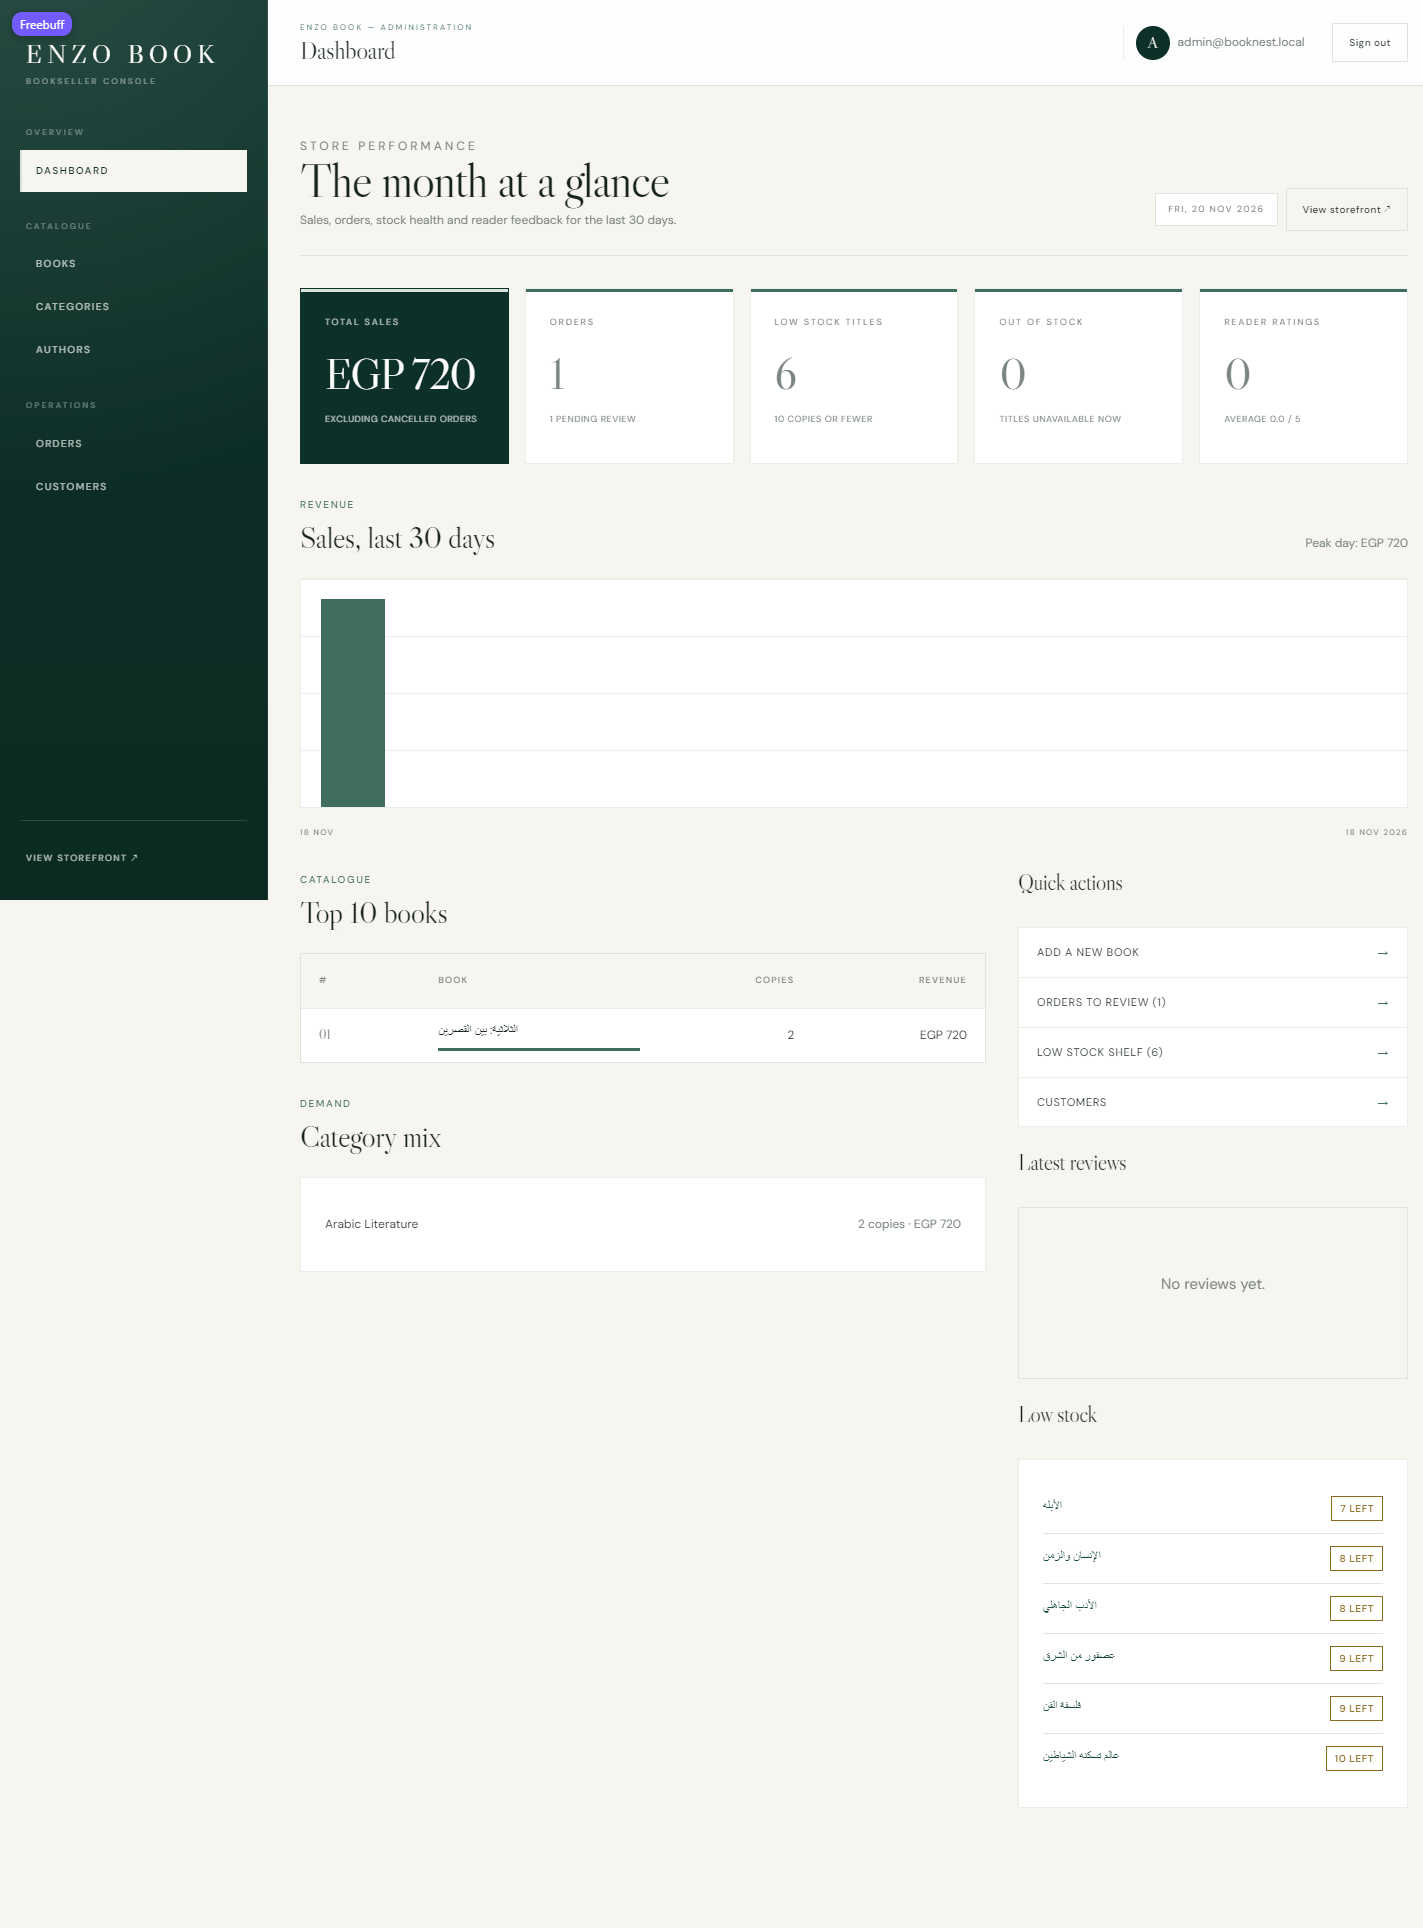 Freebuff
ENZO BOOK
BOOKSELLER CONSOLE
OVERVIEW
DASHBOARD
CATALOGUE
BOOKS
CATEGORIES
AUTHORS
OPERATIONS
ORDERS
CUSTOMERS
VIEW STOREFRONT ↗
ENZO BOOK — ADMINISTRATION
Dashboard
A
admin@booknest.local
Sign out
STORE PERFORMANCE
The month at a glance
Sales, orders, stock health and reader feedback for the last 30 days.
FRI, 20 NOV 2026
View storefront ↗
TOTAL SALES
EGP 720
EXCLUDING CANCELLED ORDERS
ORDERS
1
1 PENDING REVIEW
LOW STOCK TITLES
6
10 COPIES OR FEWER
OUT OF STOCK
0
TITLES UNAVAILABLE NOW
READER RATINGS
0
AVERAGE 0.0 / 5
REVENUE
Sales, last 30 days
Peak day: EGP 720
18 NOV
18 NOV 2026
CATALOGUE
Top 10 books
# BOOK COPIES REVENUE
01 الثلاثية: بين القصرين 2 EGP 720
DEMAND
Category mix
Arabic Literature 2 copies · EGP 720
Quick actions
ADD A NEW BOOK →
ORDERS TO REVIEW (1) →
LOW STOCK SHELF (6) →
CUSTOMERS →
Latest reviews
No reviews yet.
Low stock
الأبله 7 LEFT
الإنسان والزمن 8 LEFT
الأدب الجاهلي 8 LEFT
عصفور من الشرق 9 LEFT
فلسفة الفن 9 LEFT
عالم تسكنه الشياطين 10 LEFT